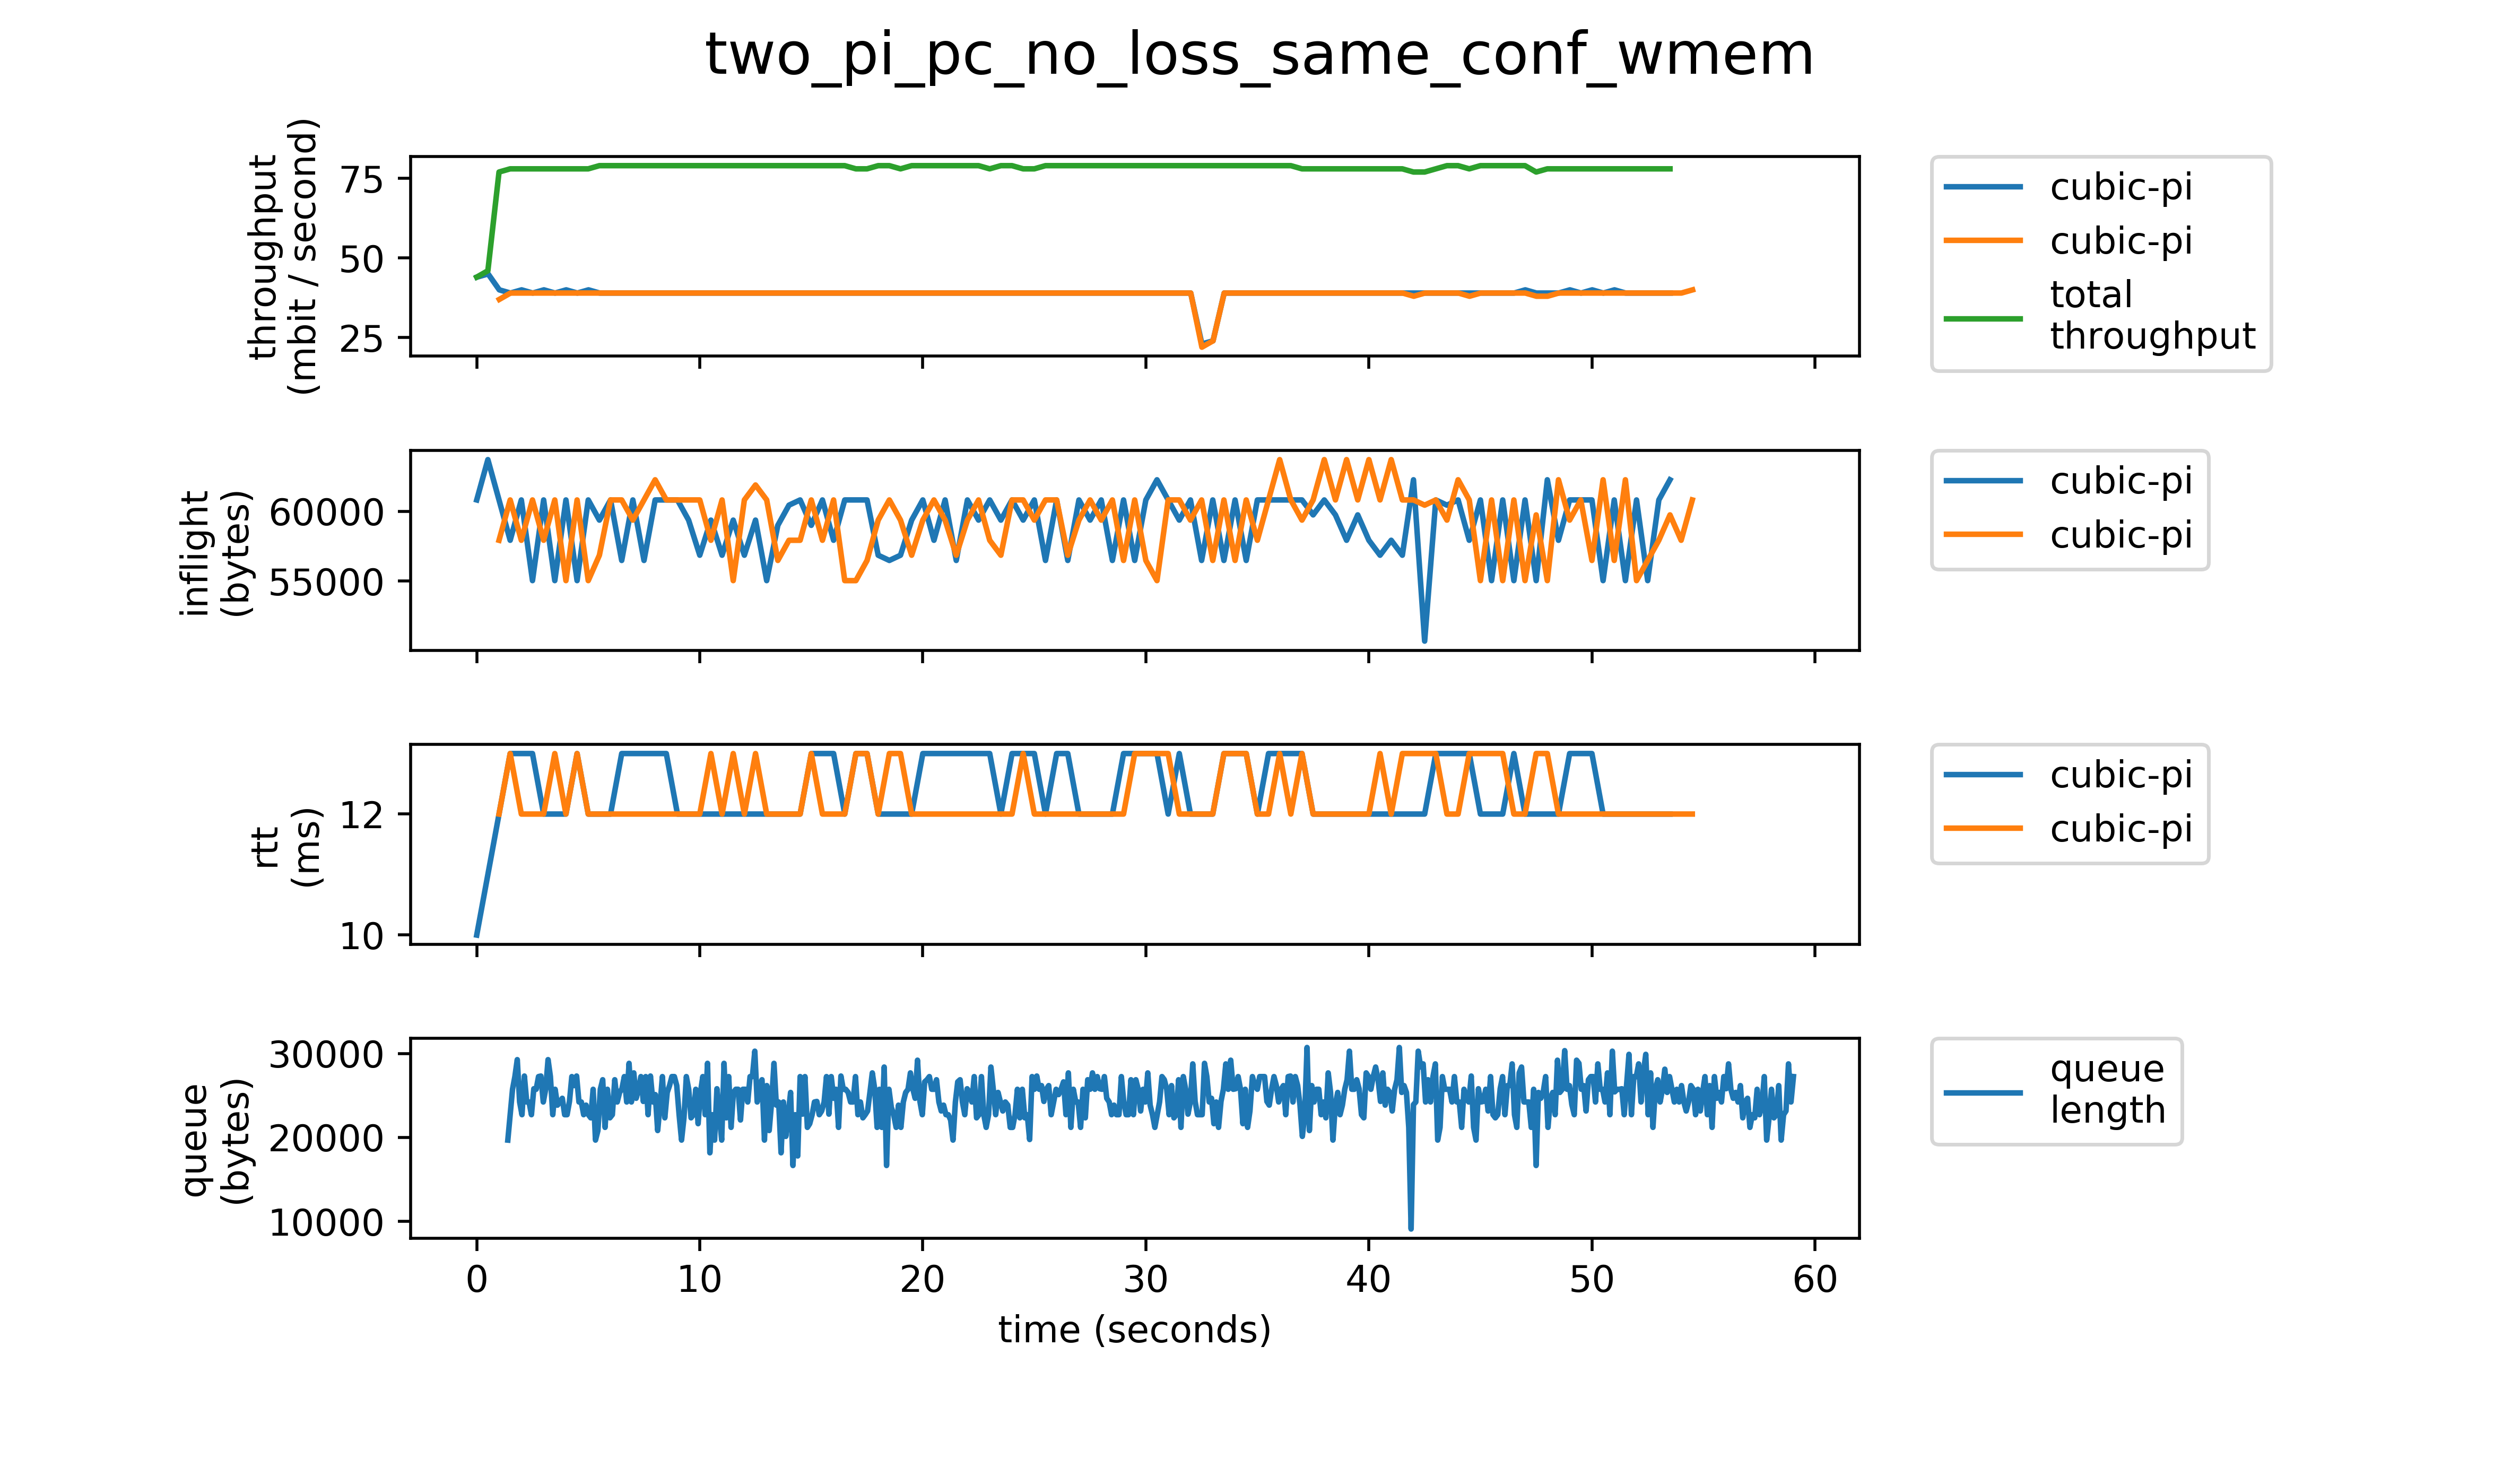 two_pi_pc_no_loss_same_conf_wmem
throughput
(mbit / second)
75
50
25
cubic-pi
cubic-pi
total
throughput
inflight
(bytes)
60000
55000
cubic-pi
cubic-pi
rtt
(ms)
12
10
cubic-pi
cubic-pi
queue
(bytes)
30000
20000
10000
queue
length
0 10 20 30 40 50 60
time (seconds)